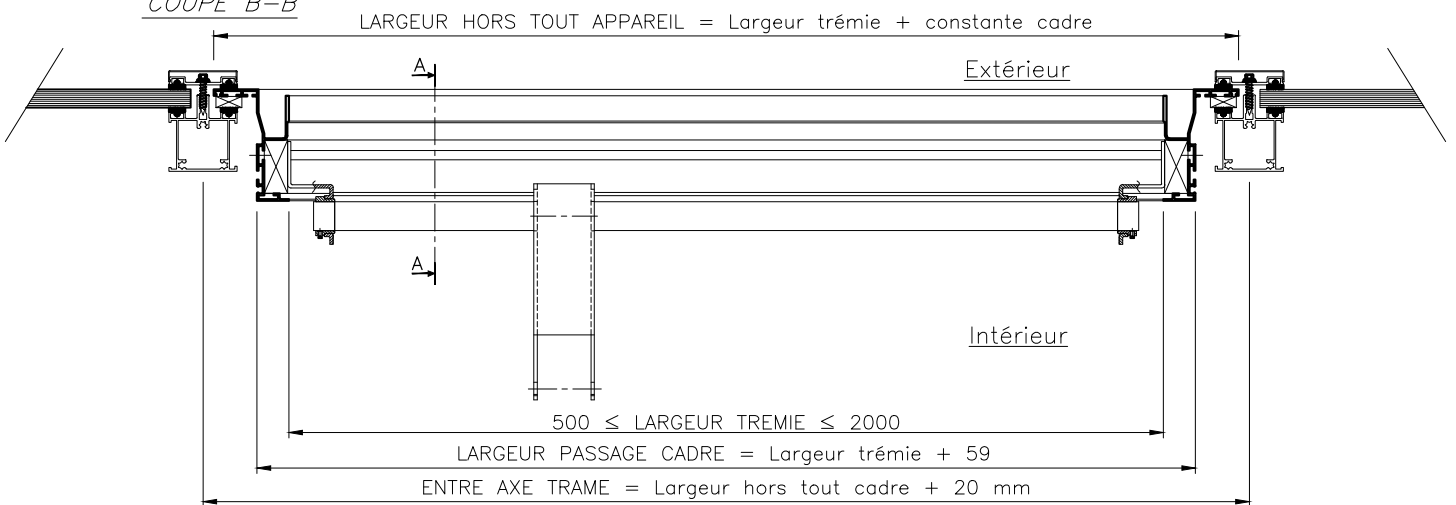 COUPE B-B
LARGEUR HORS TOUT APPAREIL = Largeur trémie + constante cadre
A
Extérieur
A
Intérieur
500 ≤ LARGEUR TREMIE ≤ 2000
LARGEUR PASSAGE CADRE = Largeur trémie + 59
ENTRE AXE TRAME = Largeur hors tout cadre + 20 mm